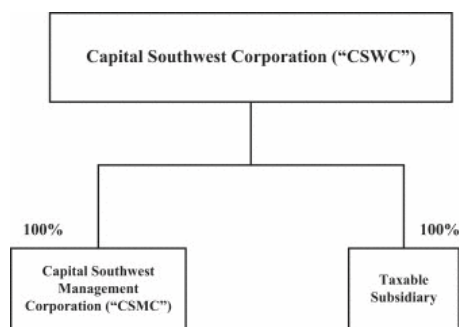 Capital Southwest Corporation (“CSWC”)
100%
100%
Capital Southwest
Management
Corporation (“CSMC”)
Taxable
Subsidiary